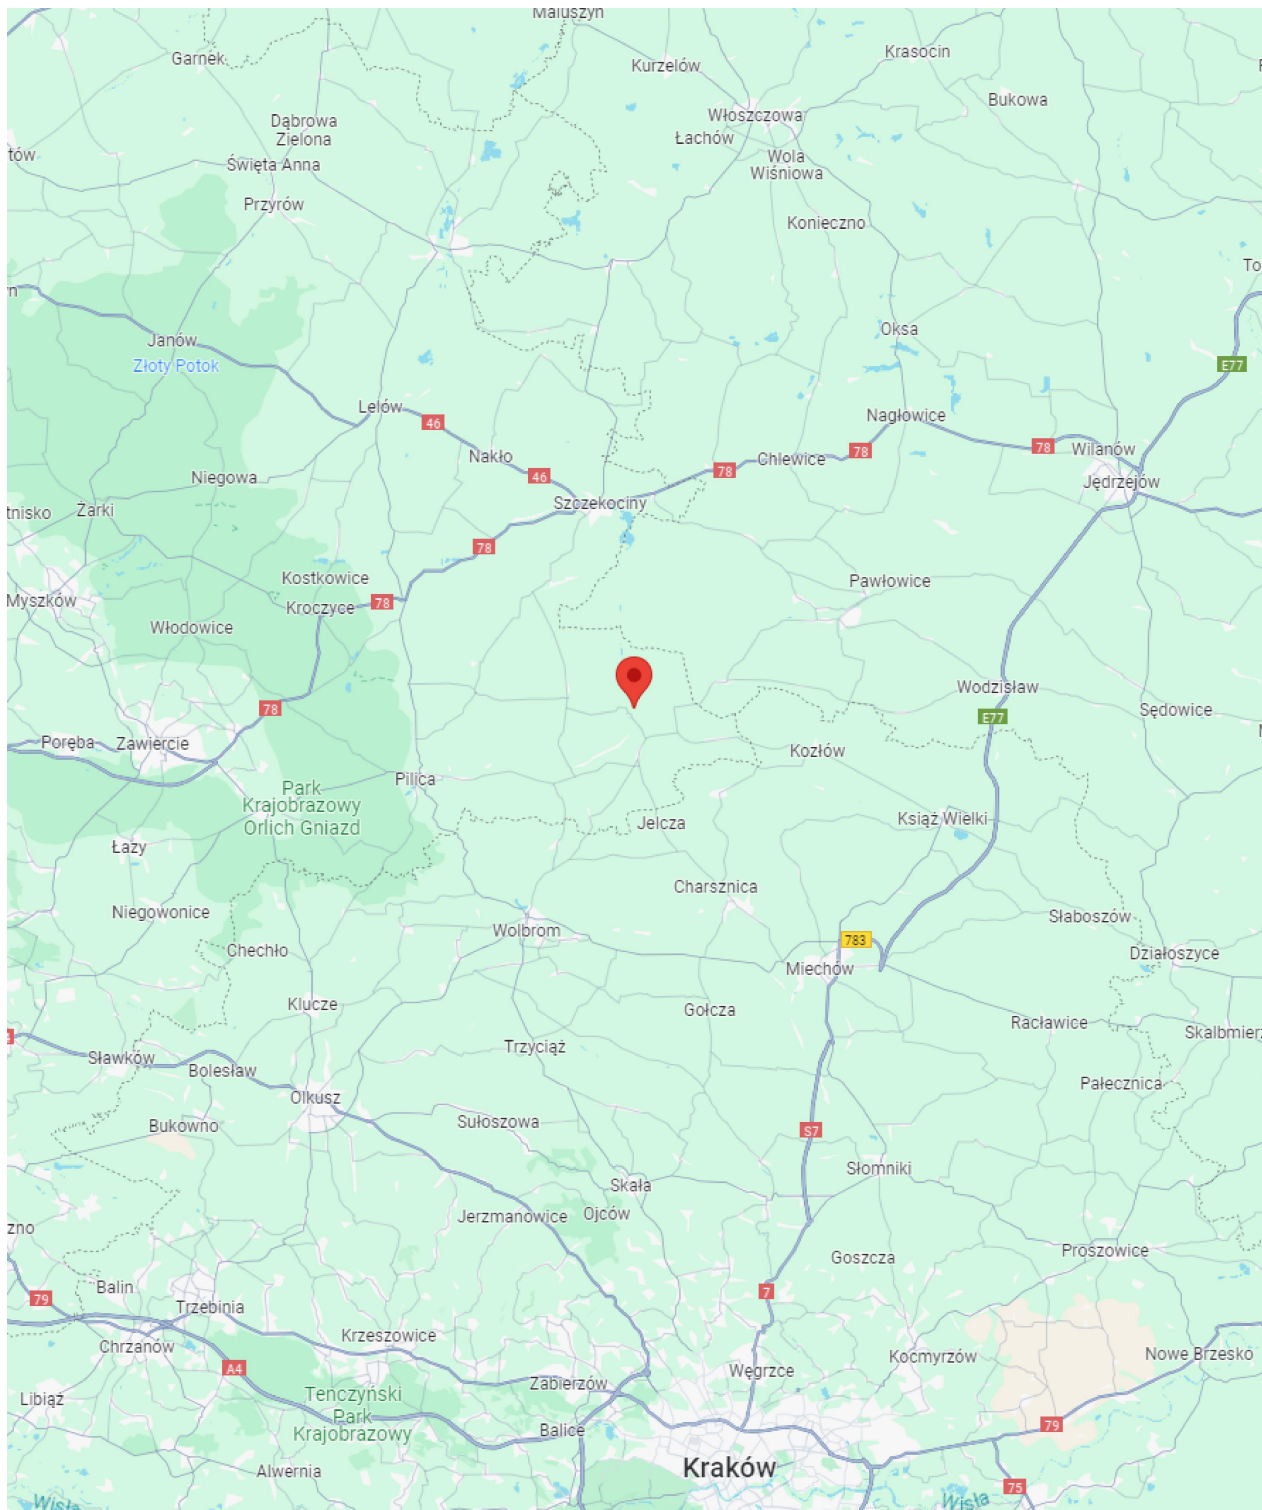 Maluszyn
Garnek
Kurzelów
Krasocin
Bukowa
Włoszczowa
Dąbrowa
Zielona
Łachów
tów
Wola
Wiśniowa
Święta Anna
Przyrów
Konieczno
To
Oksa
Janów
Złoty Potok
E77
Lelów
46
Nagłowice
78
78
Wilanów
Nakło
Chlewice
78
46
Niegowa
Jędrzejów
Szczekociny
tnisko
Żarki
78
Kostkowice
Pawłowice
Myszków
Kroczyce
78
Włodowice
Wodzisław
78
Sędowice
E77
Poręba
Zawiercie
Kozłów
Pilica
Park
Krajobrazowy
Orlich Gniazd
Jelcza
Książ Wielki
Łazy
Charsznica
Niegowonice
Słaboszów
Wolbrom
783
Chechło
Działoszyce
Miechów
Klucze
Gołcza
Racławice
Skalbmierz
Trzyciąż
Sławków
Bolesław
Pałecznica
Olkusz
Bukowno
Sułoszowa
S7
Słomniki
Skała
Jerzmanowice
Ojców
zno
Goszcza
Proszowice
Balin
79
7
Trzebinia
Krzeszowice
Chrzanów
Nowe Brzesko
Kocmyrzów
A4
Węgrzce
Zabierzów
Libiąż
Tenczyński
Park
Krajobrazowy
79
Balice
Kraków
Alwernia
75
Wisła
Wisła